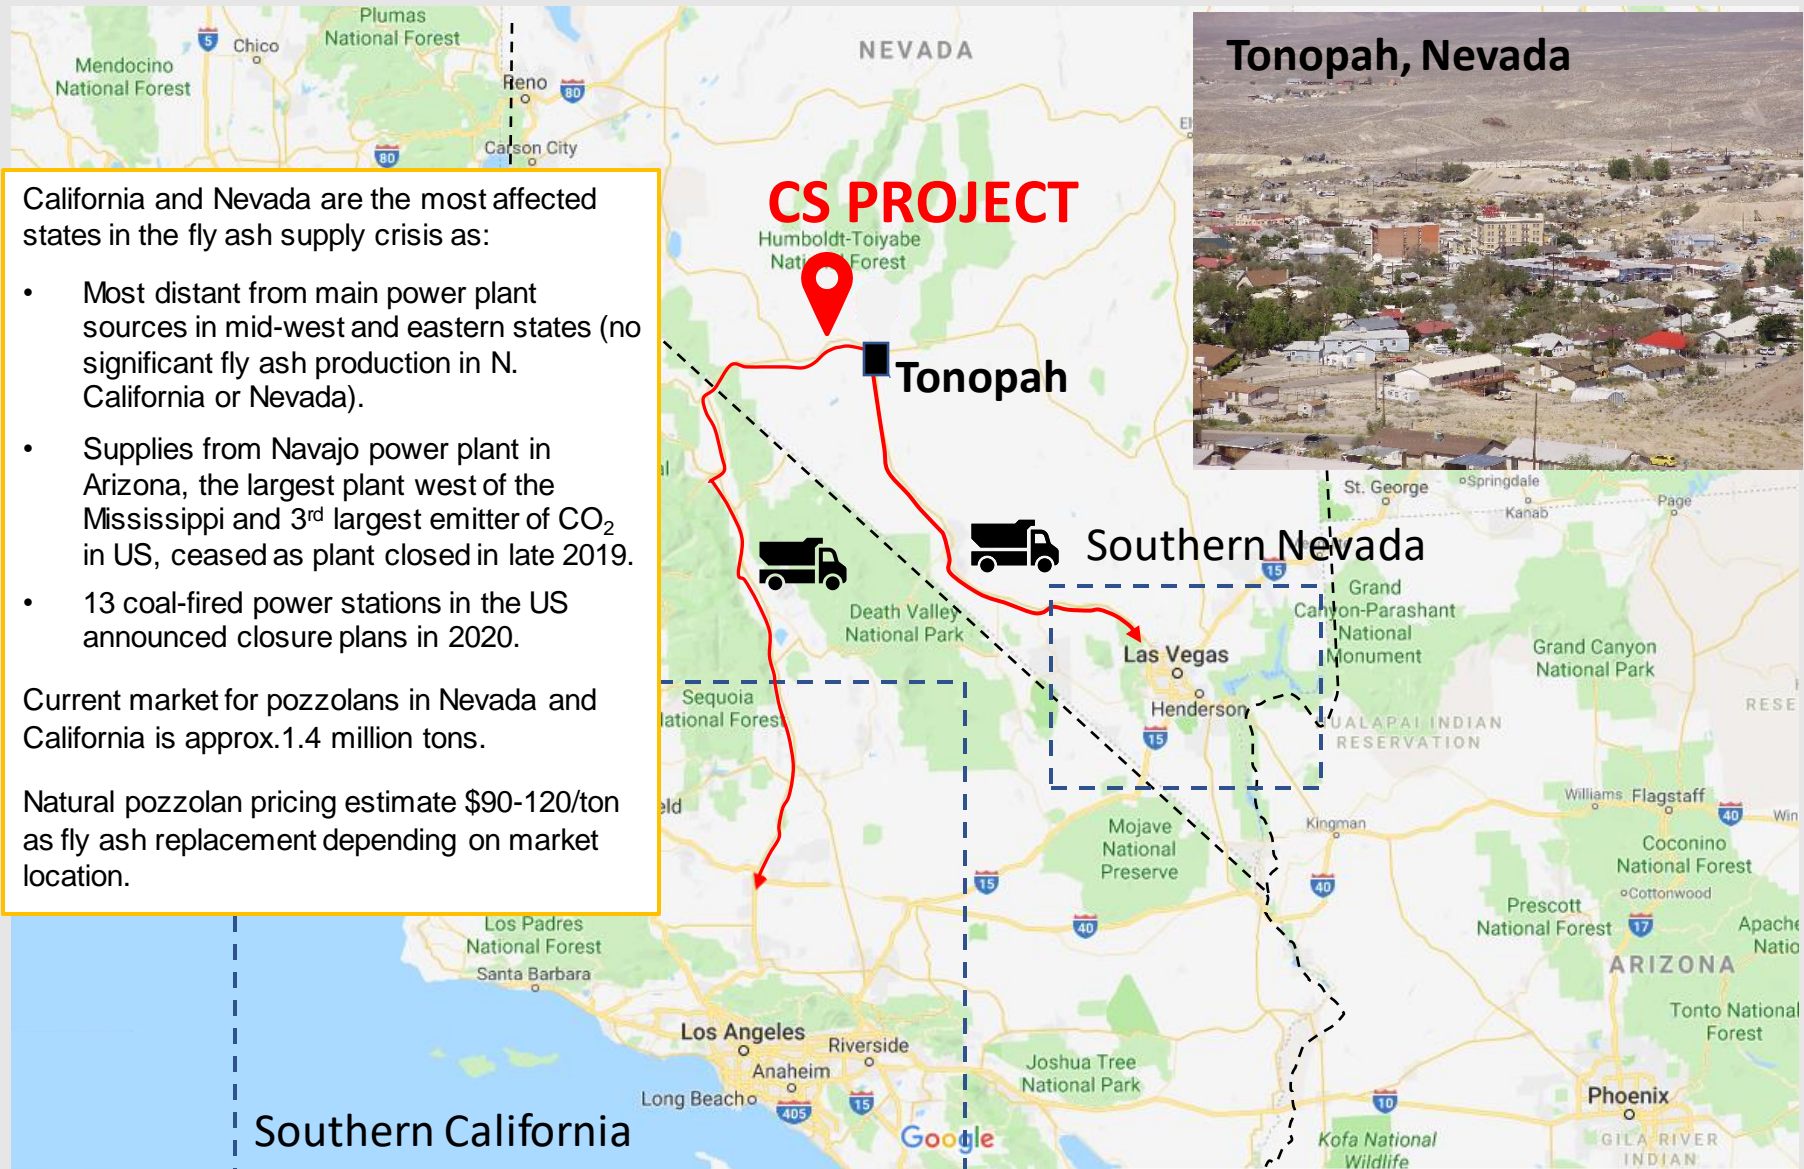 Plumas
National Forest
Chico
5
Mendocino
National Forest
NEVADA
Reno
80
Carson City
80
Tonopah, Nevada
California and Nevada are the most affected
states in the fly ash supply crisis as:
• Most distant from main power plant
sources in mid-west and eastern states (no
significant fly ash production in N.
California or Nevada).
• Supplies from Navajo power plant in
Arizona, the largest plant west of the
Mississippi and 3rd largest emitter of CO2
in US, ceased as plant closed in late 2019.
• 13 coal-fired power stations in the US
announced closure plans in 2020.
Current market for pozzolans in Nevada and
California is approx.1.4 million tons.
Natural pozzolan pricing estimate $90-120/ton
as fly ash replacement depending on market
location.
CS PROJECT
Humboldt-Toiyabe
National Forest
Tonopah
St. George
Springdale
Kanab
Page
Southern Nevada
15
Grand
Canyon-Parashant
National
Monument
Death Valley
National Park
Las Vegas
Henderson
15
Grand Canyon
National Park
Sequoia
National Forest
HUALAPAI INDIAN
RESERVATION
RESE
Williams
Flagstaff
40
Win
Kingman
Mojave
National
Preserve
15
40
40
Coconino
National Forest
Cottonwood
Prescott
National Forest
17
Apache
Natio
ARIZONA
Los Padres
National Forest
Santa Barbara
Tonto National
Forest
Los Angeles
Riverside
Anaheim
Long Beach
405
15
Joshua Tree
National Park
10
Phoenix
Southern California
Google
Kofa National
Wildlife
GILA RIVER
INDIAN